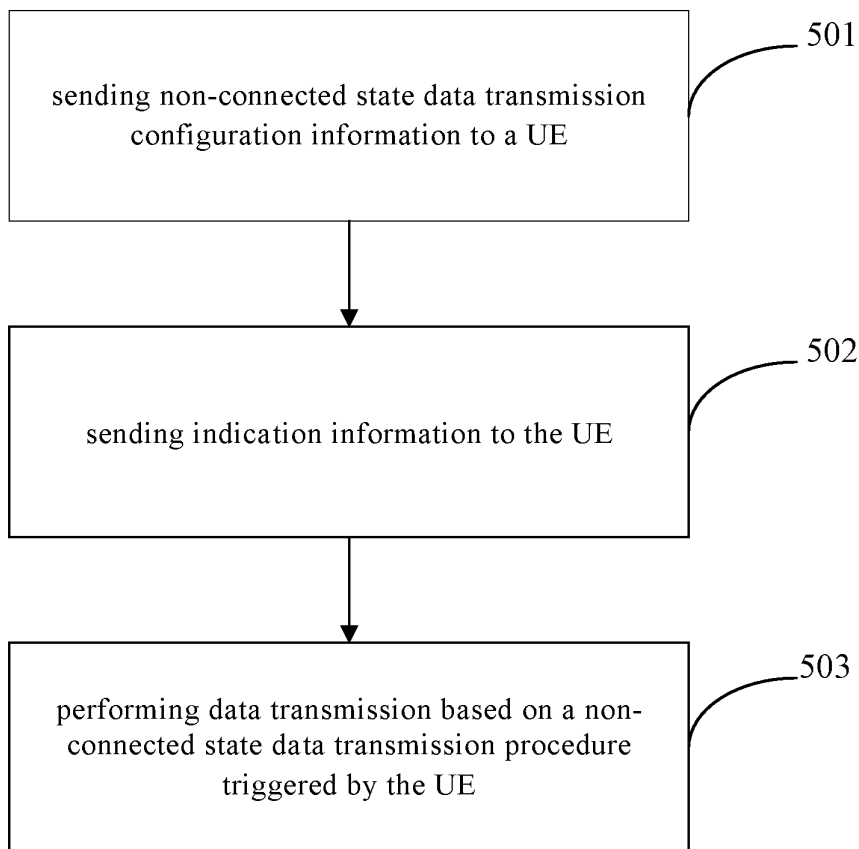 501
sending non-connected state data transmission
configuration information to a UE
502
sending indication information to the UE
503
performing data transmission based on a non-
connected state data transmission procedure
triggered by the UE